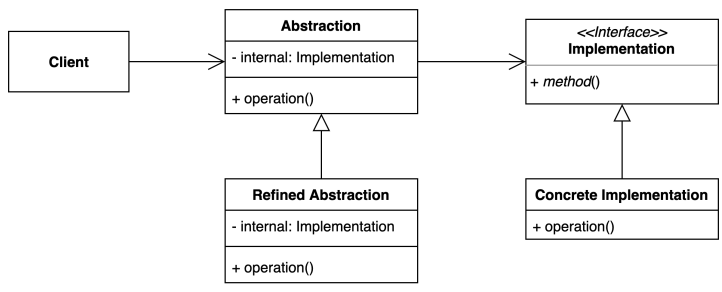 Client
Abstraction
- internal: Implementation
+ operation()
<<Interface>>
Implementation
+ method()
Refined Abstraction
- internal: Implementation
+ operation()
Concrete Implementation
+ operation()